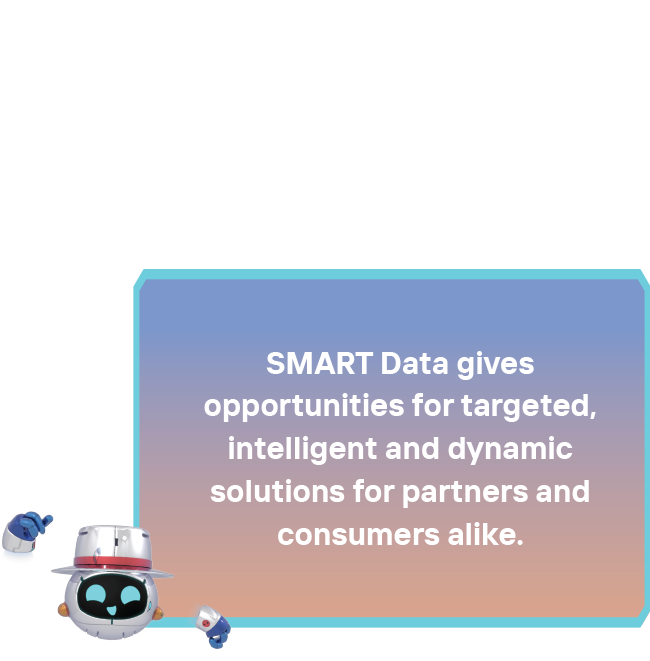 SMART Data gives
opportunities for targeted,
intelligent and dynamic
solutions for partners and
consumers alike.